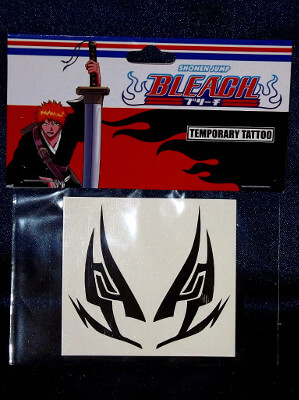 SHONEN JUMP
BLEACH
ブリーチ
TEMPORARY TATTOO